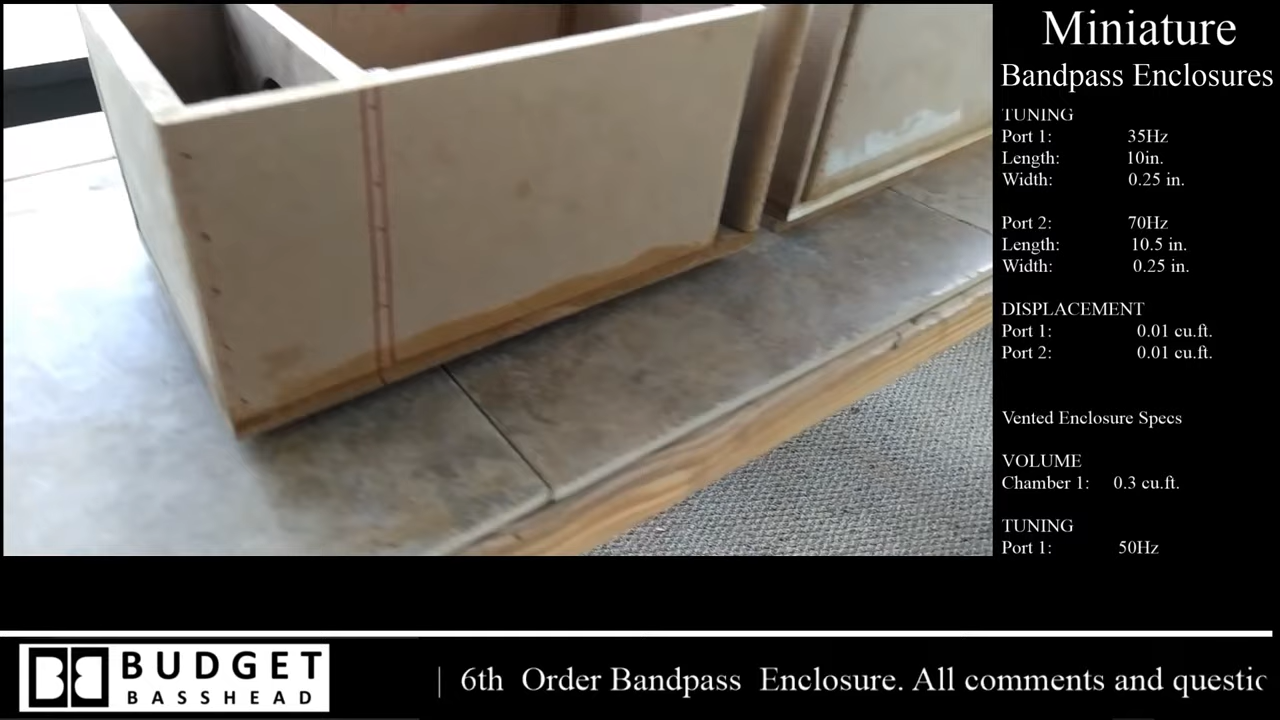 Miniature
Bandpass Enclosures
TUNING
Port 1: 35Hz
Length: 10in.
Width: 0.25 in.
Port 2: 70Hz
Length: 10.5 in.
Width: 0.25 in.
DISPLACEMENT
Port 1: 0.01 cu.ft.
Port 2: 0.01 cu.ft.
Vented Enclosure Specs
VOLUME
Chamber 1: 0.3 cu.ft.
TUNING
Port 1: 50Hz
BUDGET
BASSHEAD
| 6th Order Bandpass Enclosure. All comments and questio